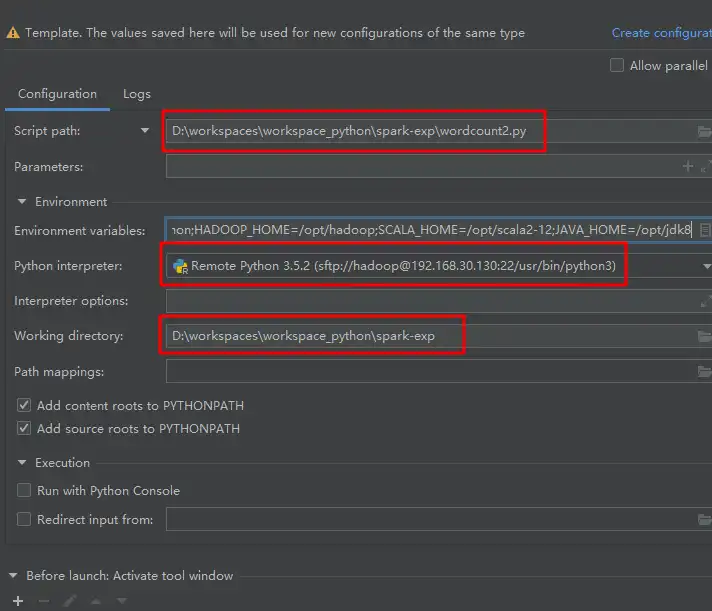 Template. The values saved here will be used for new configurations of the same type Create configurat
Allow parallel
Configuration Logs
Script path: D:\workspaces\workspace_python\spark-exp\wordcount2.py
Parameters:
Environment
Environment variables: ;HADOOP_HOME=/opt/hadoop;SCALA_HOME=/opt/scala2-12;JAVA_HOME=/opt/jdk8
Python interpreter: Remote Python 3.5.2 (sftp://hadoop@192.168.30.130:22/usr/bin/python3)
Interpreter options:
Working directory: D:\workspaces\workspace_python\spark-exp
Path mappings:
Add content roots to PYTHONPATH
Add source roots to PYTHONPATH
Execution
Run with Python Console
Redirect input from:
Before launch: Activate tool window